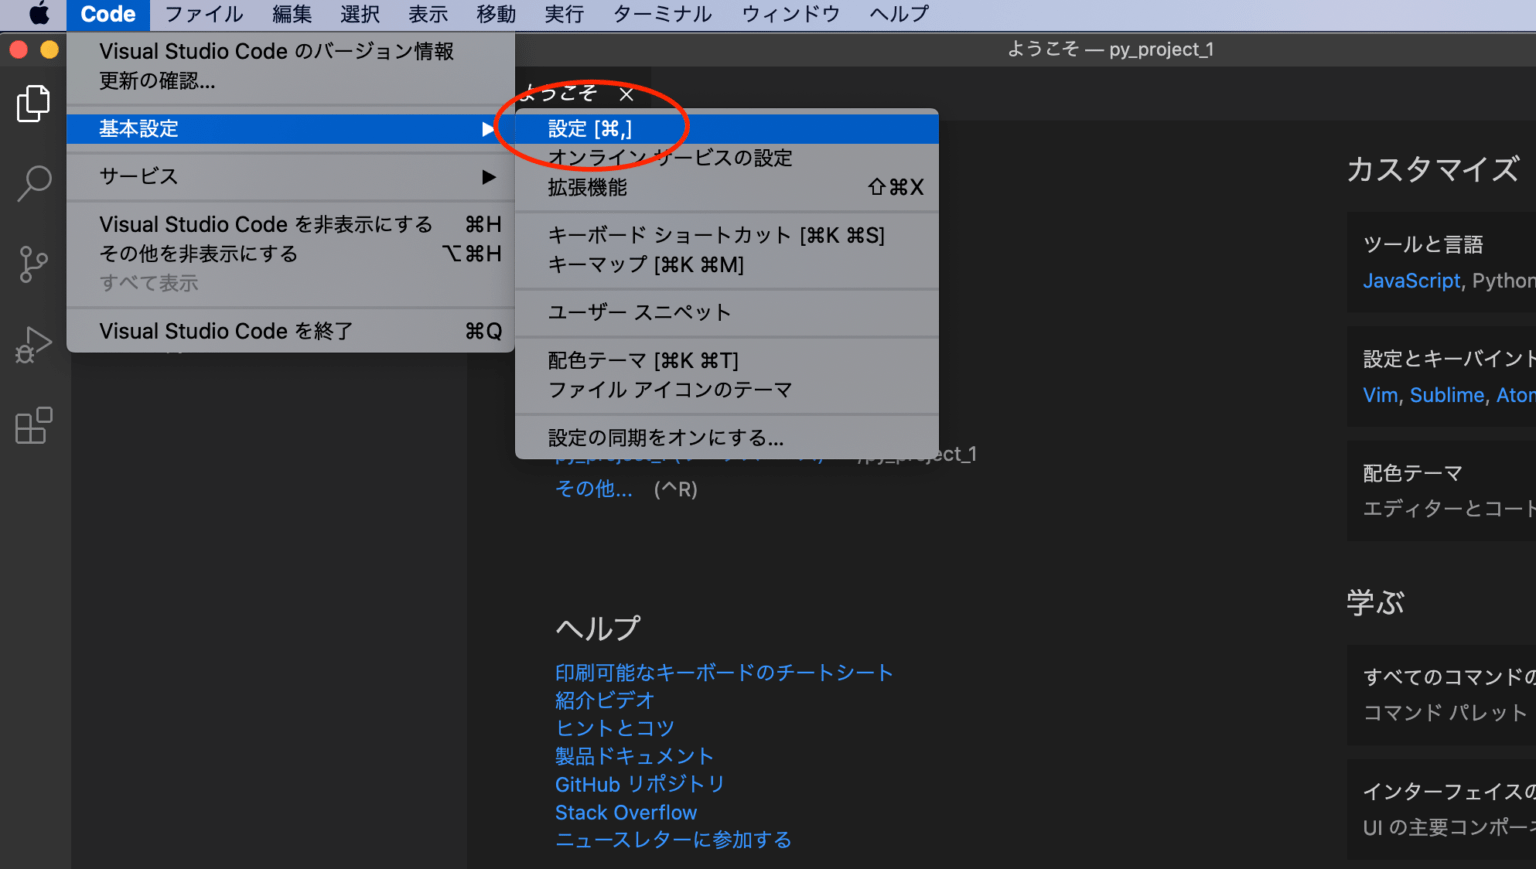 Code ファイル 編集 選択 表示 移動 実行 ターミナル ウィンドウ ヘルプ
ようこそ — py_project_1
Visual Studio Code のバージョン情報
更新の確認...
基本設定 ▶
サービス ▶
Visual Studio Code を非表示にする ⌘H
その他を非表示にする ⌥⌘H
すべて表示
Visual Studio Code を終了 ⌘Q
ようこそ ×
設定 [⌘,]
オンライン サービスの設定
拡張機能 ⇧⌘X
キーボード ショートカット [⌘K ⌘S]
キーマップ [⌘K ⌘M]
ユーザー スニペット
配色テーマ [⌘K ⌘T]
ファイル アイコンのテーマ
設定の同期をオンにする...
/py_project_1
その他... (^R)
ヘルプ
印刷可能なキーボードのチートシート
紹介ビデオ
ヒントとコツ
製品ドキュメント
GitHub リポジトリ
Stack Overflow
ニュースレターに参加する
カスタマイズ
ツールと言語
JavaScript, Python
設定とキーバインド
Vim, Sublime, Atom
配色テーマ
エディターとコード
学ぶ
すべてのコマンドの
コマンド パレット
インターフェイスの
UI の主要コンポーネ